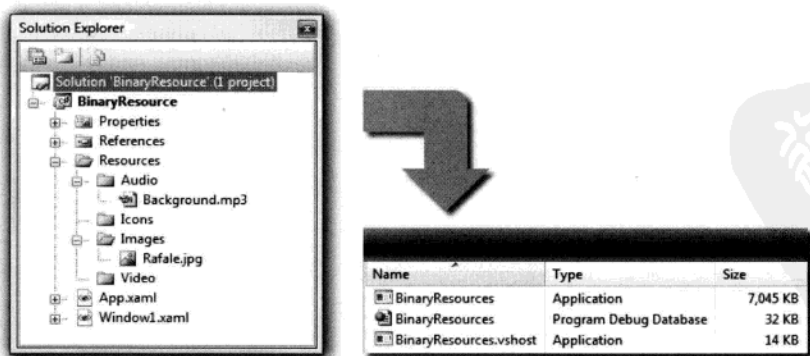 Solution Explorer
Solution 'BinaryResource' (1 project)
BinaryResource
Properties
References
Resources
Audio
Background.mp3
Icons
Images
Rafale.jpg
Video
App.xaml
Window1.xaml
Name Type Size
BinaryResources Application 7,045 KB
BinaryResources Program Debug Database 32 KB
BinaryResources.vshost Application 14 KB